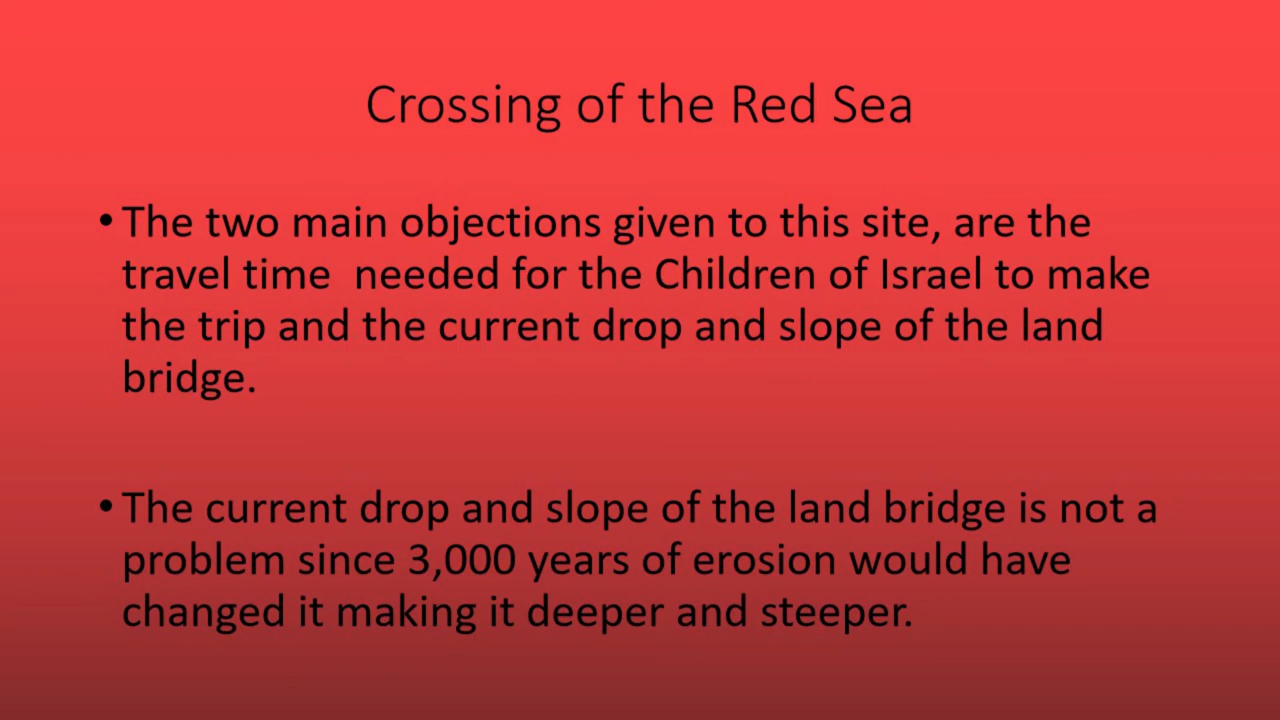 Crossing of the Red Sea
• The two main objections given to this site, are the
travel time  needed for the Children of Israel to make
the trip and the current drop and slope of the land
bridge.
• The current drop and slope of the land bridge is not a
problem since 3,000 years of erosion would have
changed it making it deeper and steeper.